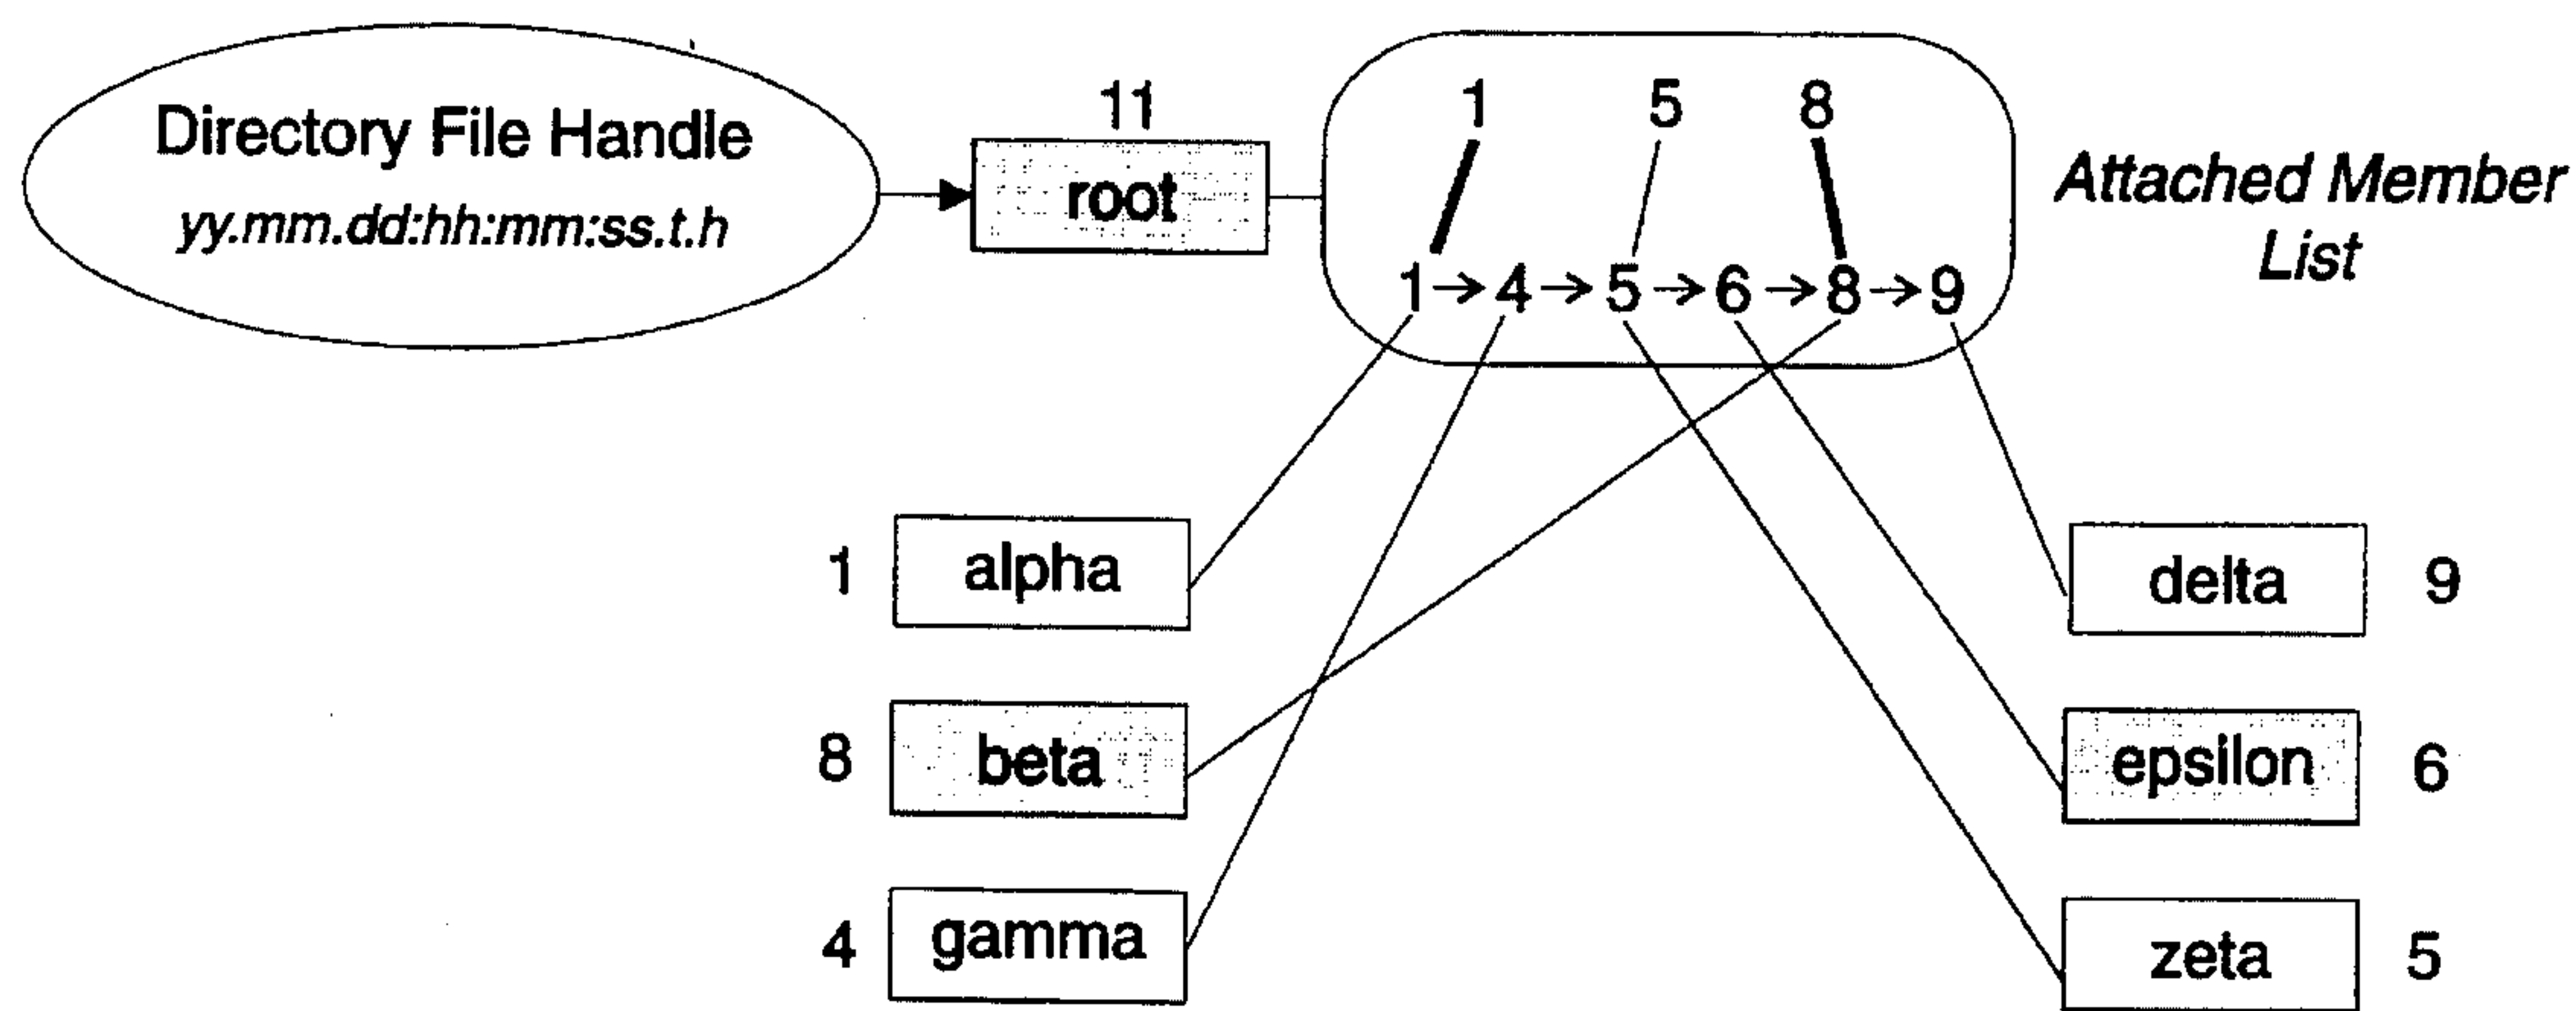 Directory File Handle
yy.mm.dd:hh:mm:ss.t.h
11
root
1 5 8
1→4→5→6→8→9
Attached Member
List
1 alpha
8 beta
4 gamma
delta 9
epsilon 6
zeta 5